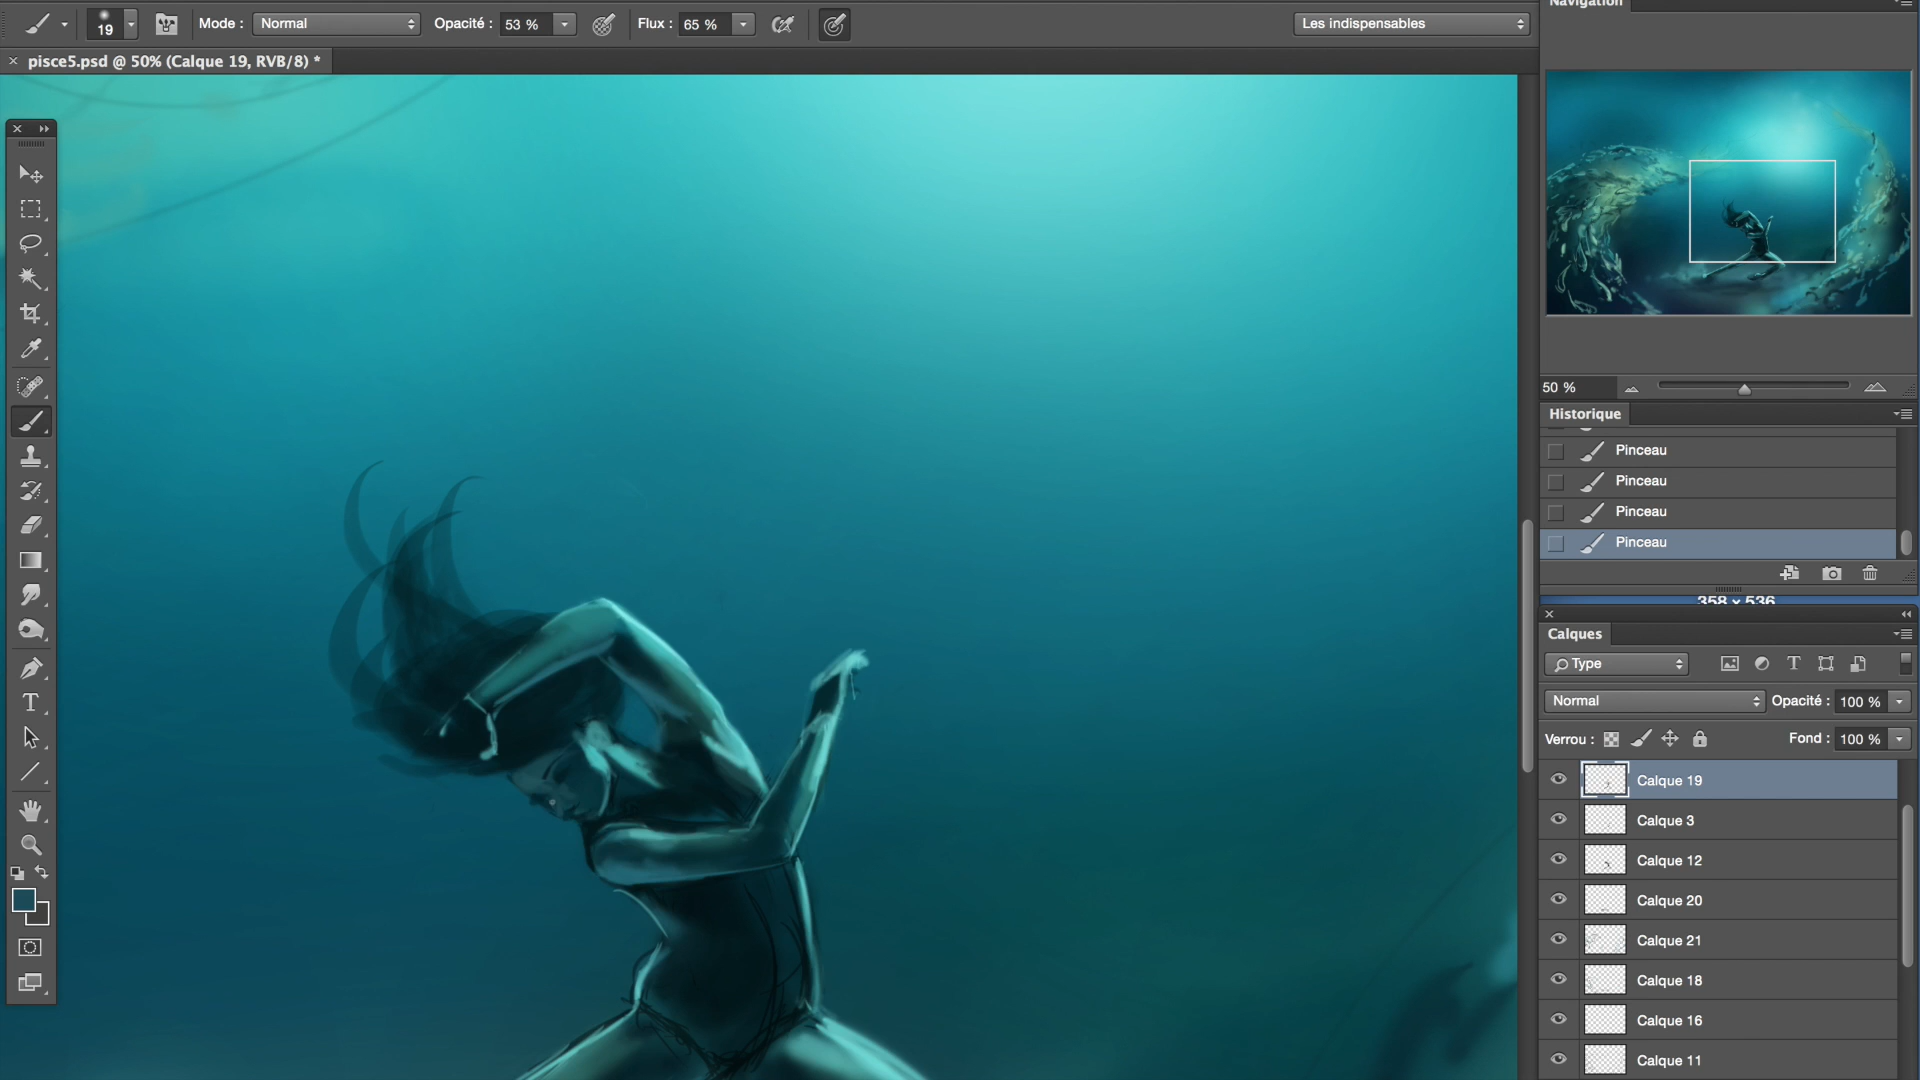 19
Mode :
Normal
Opacité :
53 %
Flux :
65 %
Les indispensables
Navigation
pisce5.psd @ 50% (Calque 19, RVB/8) *
50 %
Historique
Pinceau
Pinceau
Pinceau
Pinceau
358 x 536
Calques
Type
Normal
Opacité :
100 %
Verrou :
Fond :
100 %
Calque 19
Calque 3
Calque 12
Calque 20
Calque 21
Calque 18
Calque 16
Calque 11